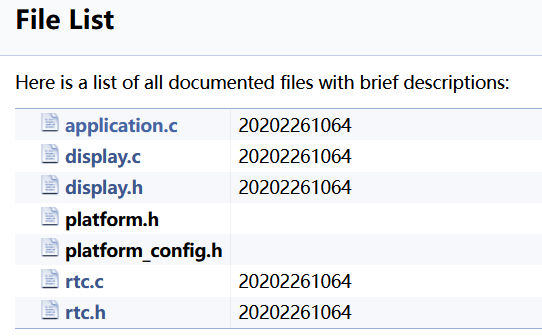 File List
Here is a list of all documented files with brief descriptions:
application.c 20202261064
display.c 20202261064
display.h 20202261064
platform.h
platform_config.h
rtc.c 20202261064
rtc.h 20202261064